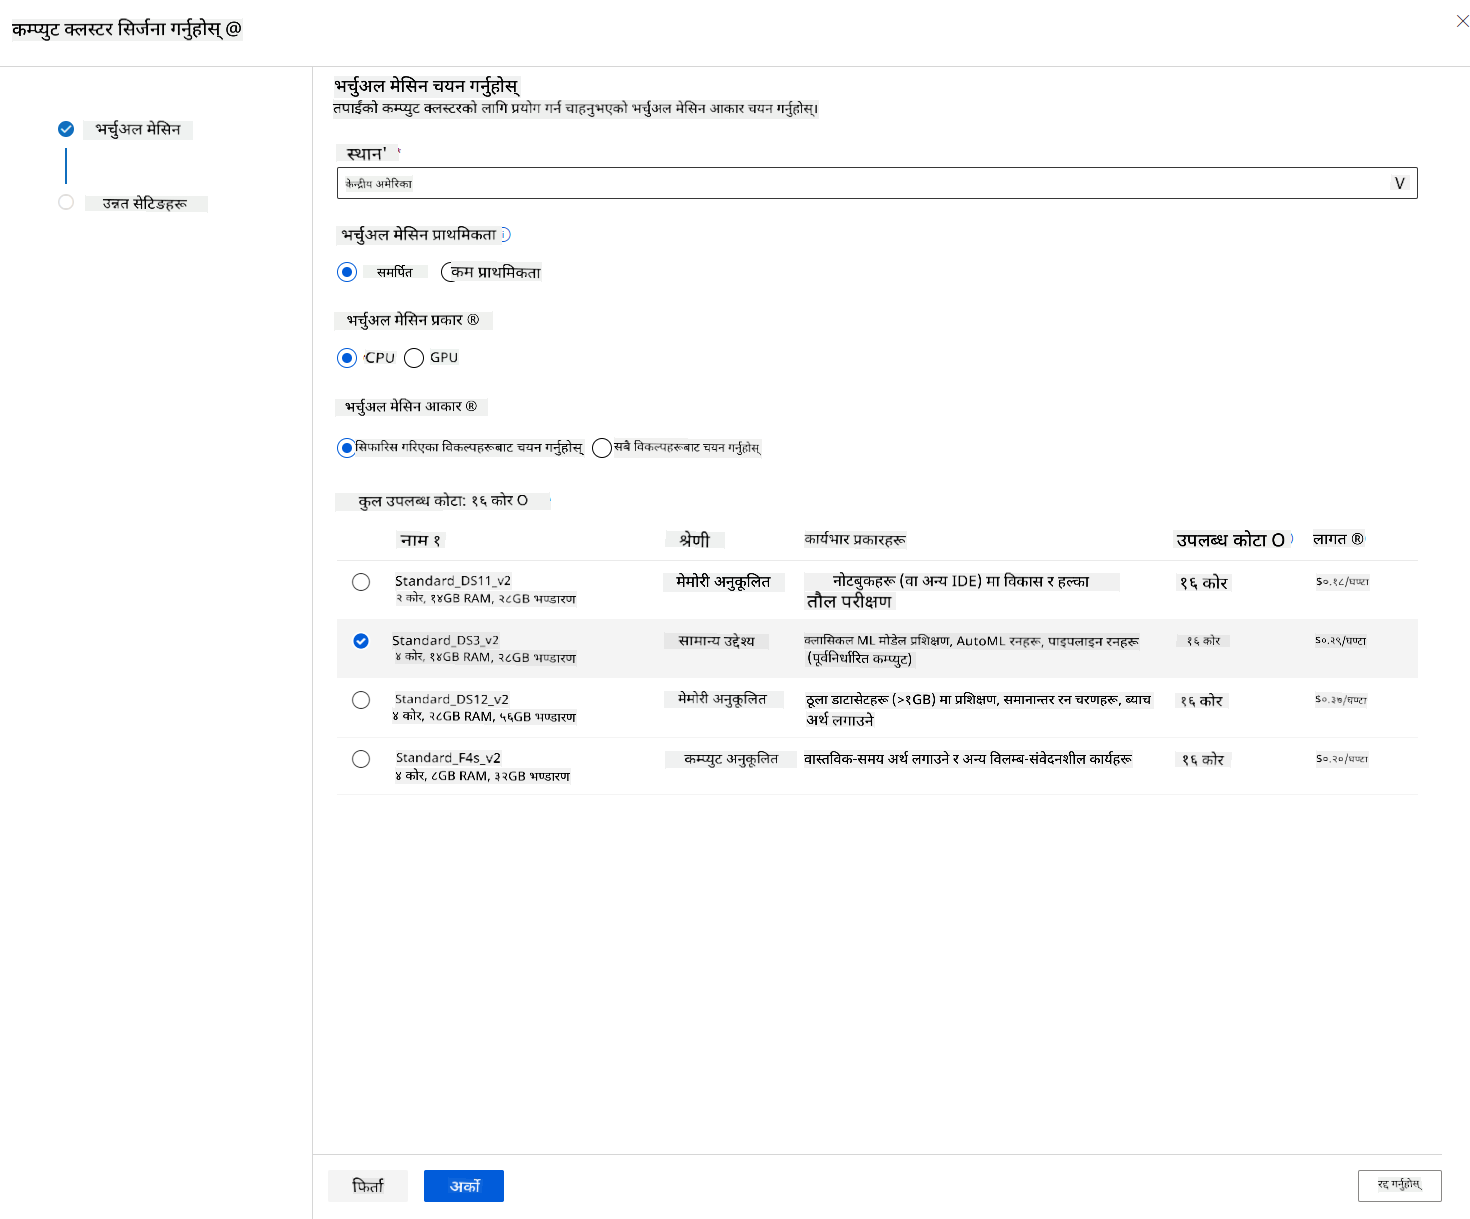 कम्प्युट क्लस्टर सिर्जना गर्नुहोस् @
भर्चुअल मेसिन
उन्नत सेटिङहरू
भर्चुअल मेसिन चयन गर्नुहोस्
तपाईंको कम्प्युट क्लस्टरको लागि प्रयोग गर्न चाहनुभएको भर्चुअल मेसिन आकार चयन गर्नुहोस्।
स्थान' *
केन्द्रीय अमेरिका V
भर्चुअल मेसिन प्राथमिकता
समर्पित कम प्राथमिकता
भर्चुअल मेसिन प्रकार ®
CPU GPU
भर्चुअल मेसिन आकार ®
सिफारिस गरिएका विकल्पहरूबाट चयन गर्नुहोस् सबै विकल्पहरूबाट चयन गर्नुहोस्
कुल उपलब्ध कोटा: १६ कोर O
नाम १ श्रेणी कार्यभार प्रकारहरू उपलब्ध कोटा O लागत ®
Standard_DS11_v2 मेमोरी अनुकूलित नोटबुकहरू (वा अन्य IDE) मा विकास र हल्का १६ कोर $०.१८/घण्टा
२ कोर, १४GB RAM, २८GB भण्डारण तौल परीक्षण
Standard_DS3_v2 सामान्य उद्देश्य क्लासिकल ML मोडेल प्रशिक्षण, AutoML रनहरू, पाइपलाइन रनहरू १६ कोर $०.२९/घण्टा
४ कोर, १४GB RAM, २८GB भण्डारण (पूर्वनिर्धारित कम्प्युट)
Standard_DS12_v2 मेमोरी अनुकूलित ठूला डाटासेटहरू (>१GB) मा प्रशिक्षण, समानान्तर रन चरणहरू, ब्याच १६ कोर $०.३७/घण्टा
४ कोर, २८GB RAM, ५६GB भण्डारण अर्थ लगाउने
Standard_F4s_v2 कम्प्युट अनुकूलित वास्तविक-समय अर्थ लगाउने र अन्य विलम्ब-संवेदनशील कार्यहरू १६ कोर $०.२०/घण्टा
४ कोर, ८GB RAM, ३२GB भण्डारण
फिर्ता अर्को रद्द गर्नुहोस्